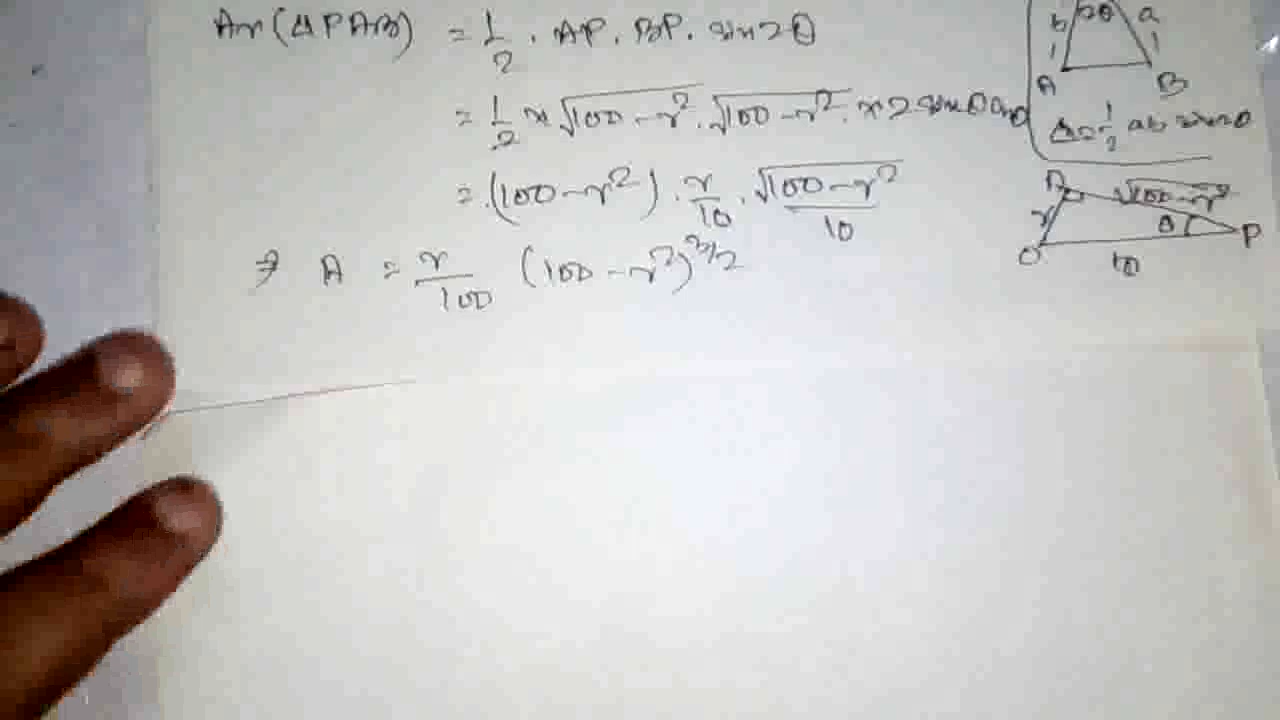 Ar(ΔPAB) = 1/2 . AP . BP . sin2θ
= 1/2 × √(100-r²) . √(100-r²) . × 2 sinθ cosθ
= (100-r²) . r/10 . √(100-r²)/10
⇒ A = r/100 (100-r²)^3/2
b 2θ a
A B
Δ = 1/2 ab sinθ
A √(100-r²)
r θ P
O 10